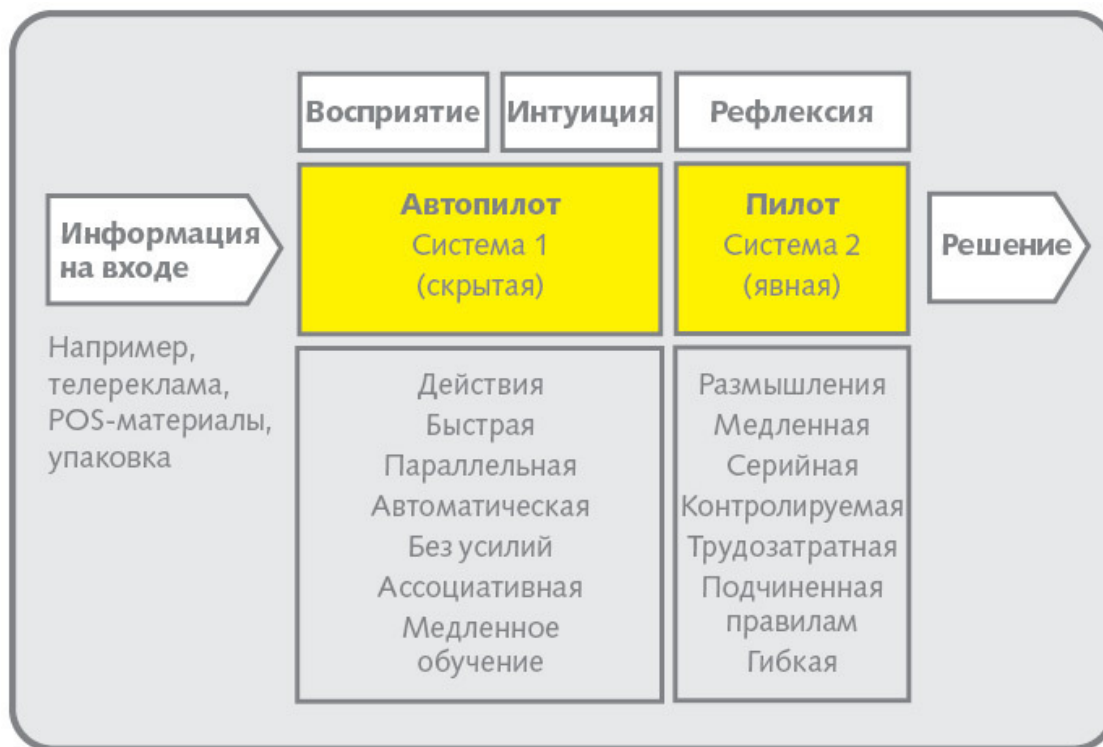 Восприятие
Интуиция
Рефлексия
Информация
на входе
Например,
телереклама,
POS-материалы,
упаковка
Автопилот
Система 1
(скрытая)
Действия
Быстрая
Параллельная
Автоматическая
Без усилий
Ассоциативная
Медленное
обучение
Пилот
Система 2
(явная)
Размышления
Медленная
Серийная
Контролируемая
Трудозатратная
Подчиненная
правилам
Гибкая
Решение